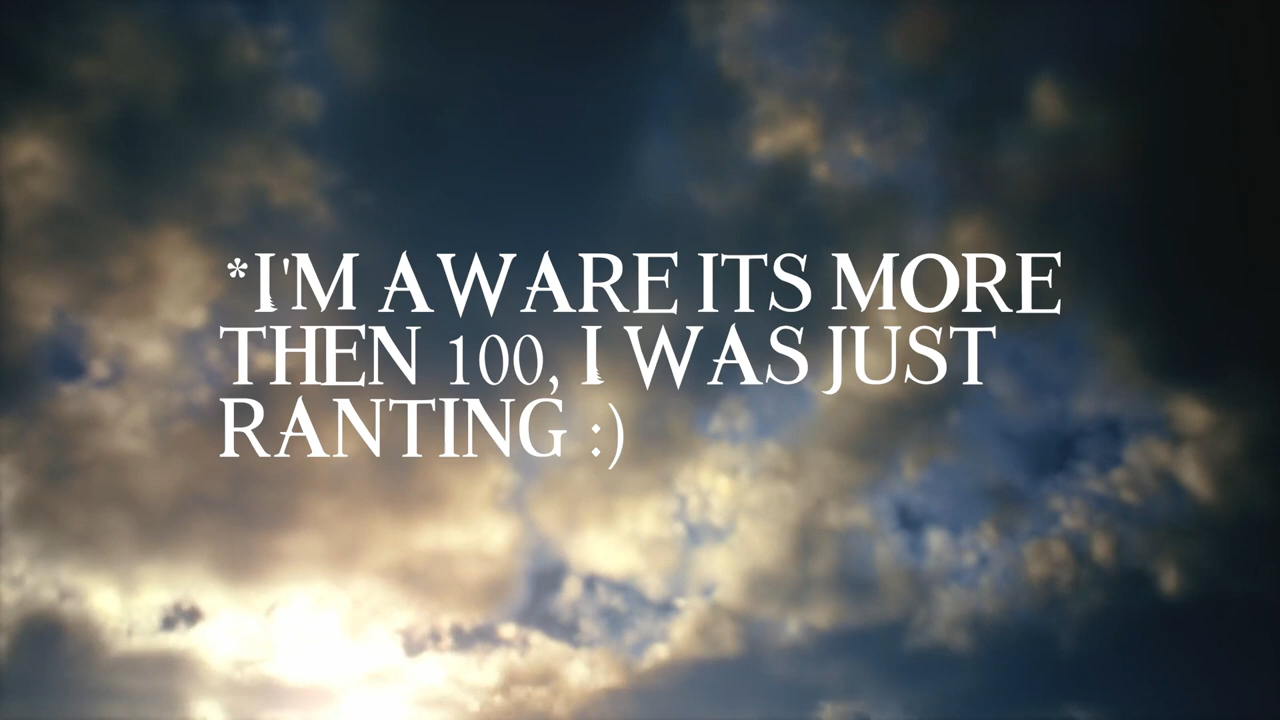 *I'M AWARE ITS MORE
THEN 100, I WAS JUST
RANTING :)